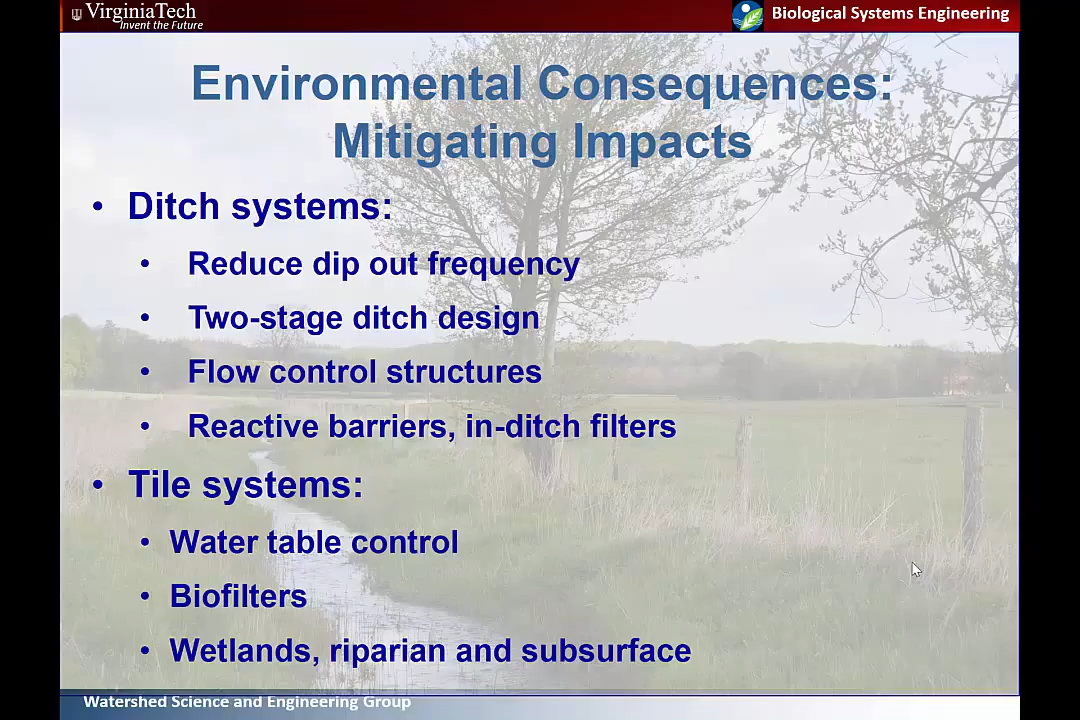 VirginiaTech
Invent the Future
Biological Systems Engineering
Environmental Consequences:
Mitigating Impacts
• Ditch systems:
• Reduce dip out frequency
• Two-stage ditch design
• Flow control structures
• Reactive barriers, in-ditch filters
• Tile systems:
• Water table control
• Biofilters
• Wetlands, riparian and subsurface
Watershed Science and Engineering Group